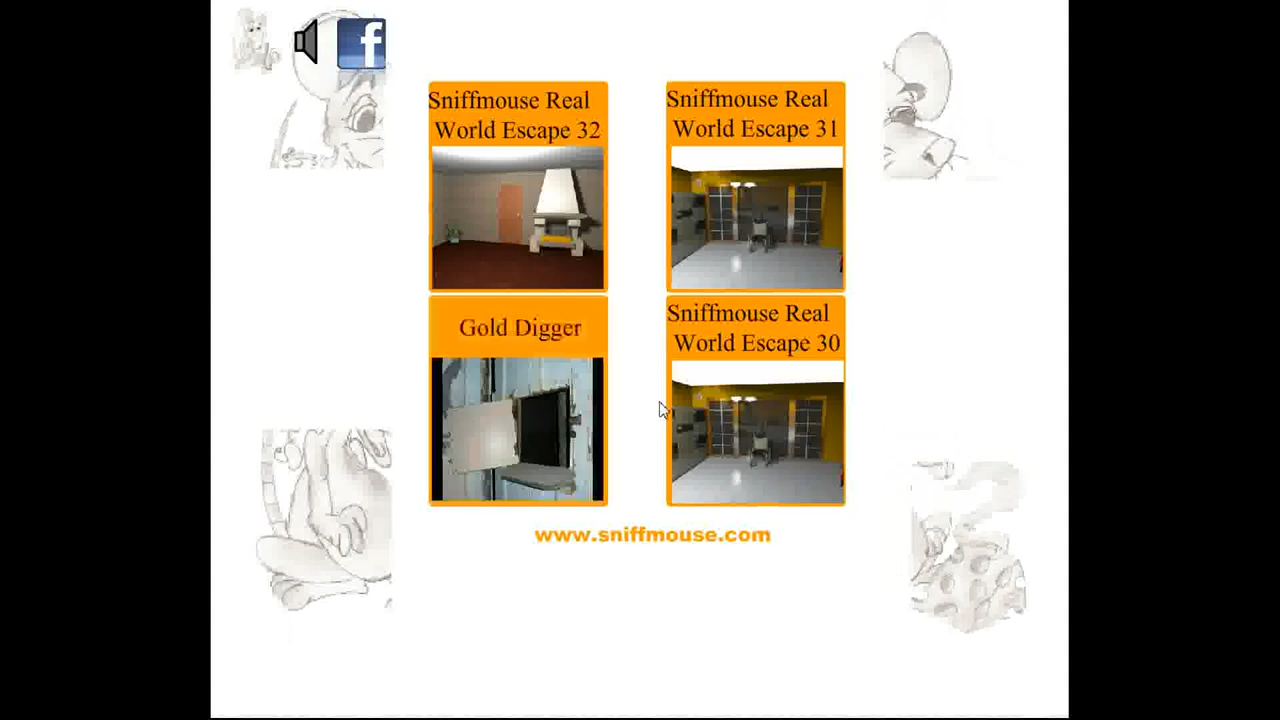 f
Sniffmouse Real
World Escape 32
Sniffmouse Real
World Escape 31
Gold Digger
Sniffmouse Real
World Escape 30
www.sniffmouse.com